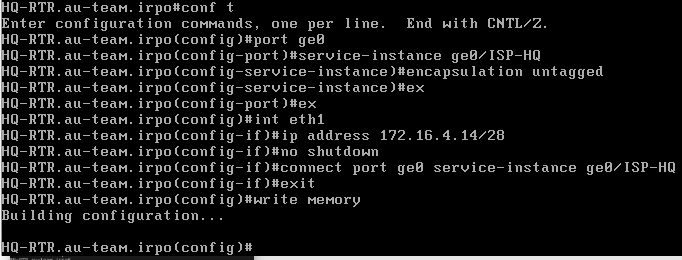 HQ-RTR.au-team.irpo#conf t
Enter configuration commands, one per line.  End with CNTL/Z.
HQ-RTR.au-team.irpo(config)#port ge0
HQ-RTR.au-team.irpo(config-port)#service-instance ge0/ISP-HQ
HQ-RTR.au-team.irpo(config-service-instance)#encapsulation untagged
HQ-RTR.au-team.irpo(config-service-instance)#ex
HQ-RTR.au-team.irpo(config-port)#ex
HQ-RTR.au-team.irpo(config)#int eth1
HQ-RTR.au-team.irpo(config-if)#ip address 172.16.4.14/28
HQ-RTR.au-team.irpo(config-if)#no shutdown
HQ-RTR.au-team.irpo(config-if)#connect port ge0 service-instance ge0/ISP-HQ
HQ-RTR.au-team.irpo(config-if)#exit
HQ-RTR.au-team.irpo(config)#write memory
Building configuration...
HQ-RTR.au-team.irpo(config)#